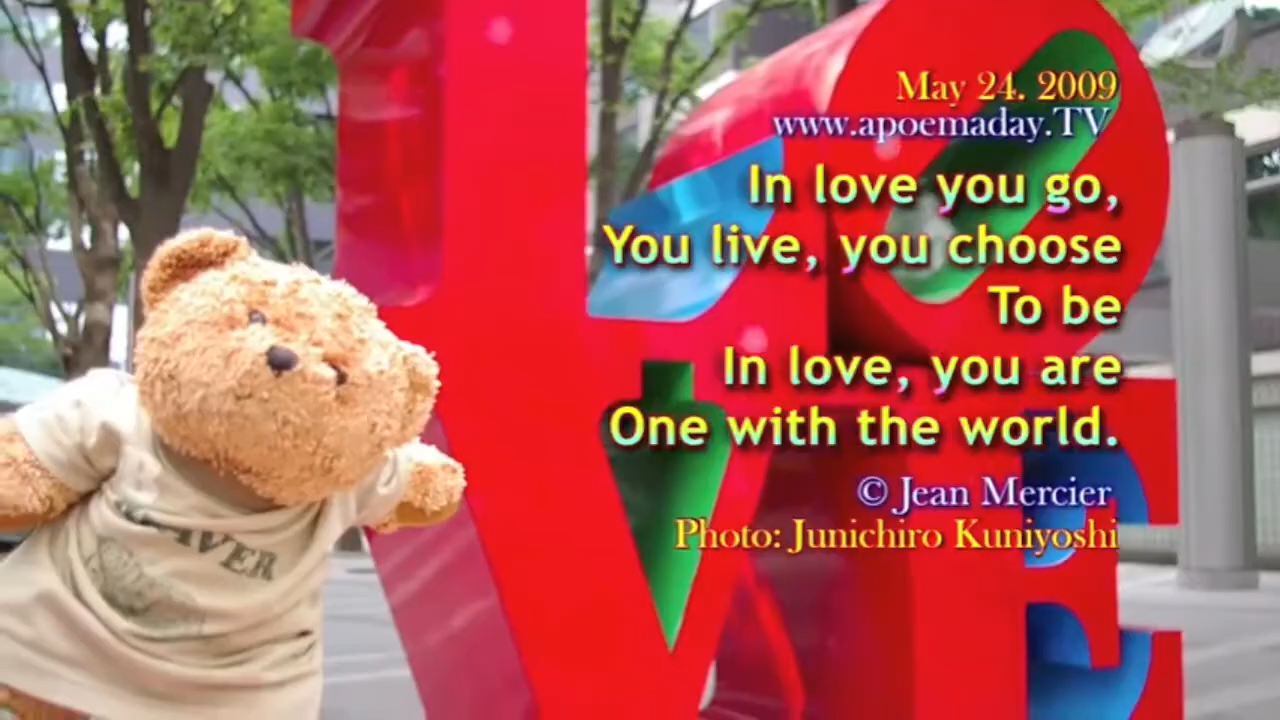 May 24. 2009
www.apoemaday.TV
In love you go,
You live, you choose
To be
In love, you are
One with the world.
© Jean Mercier
Photo: Junichiro Kuniyoshi